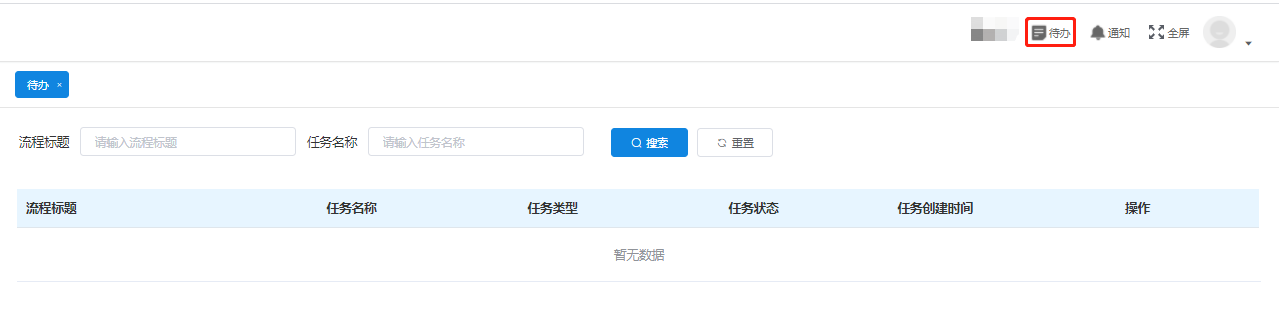 待办 通知 全屏
待办 ×
流程标题 请输入流程标题 任务名称 请输入任务名称 搜索 重置
流程标题 任务名称 任务类型 任务状态 任务创建时间 操作
暂无数据